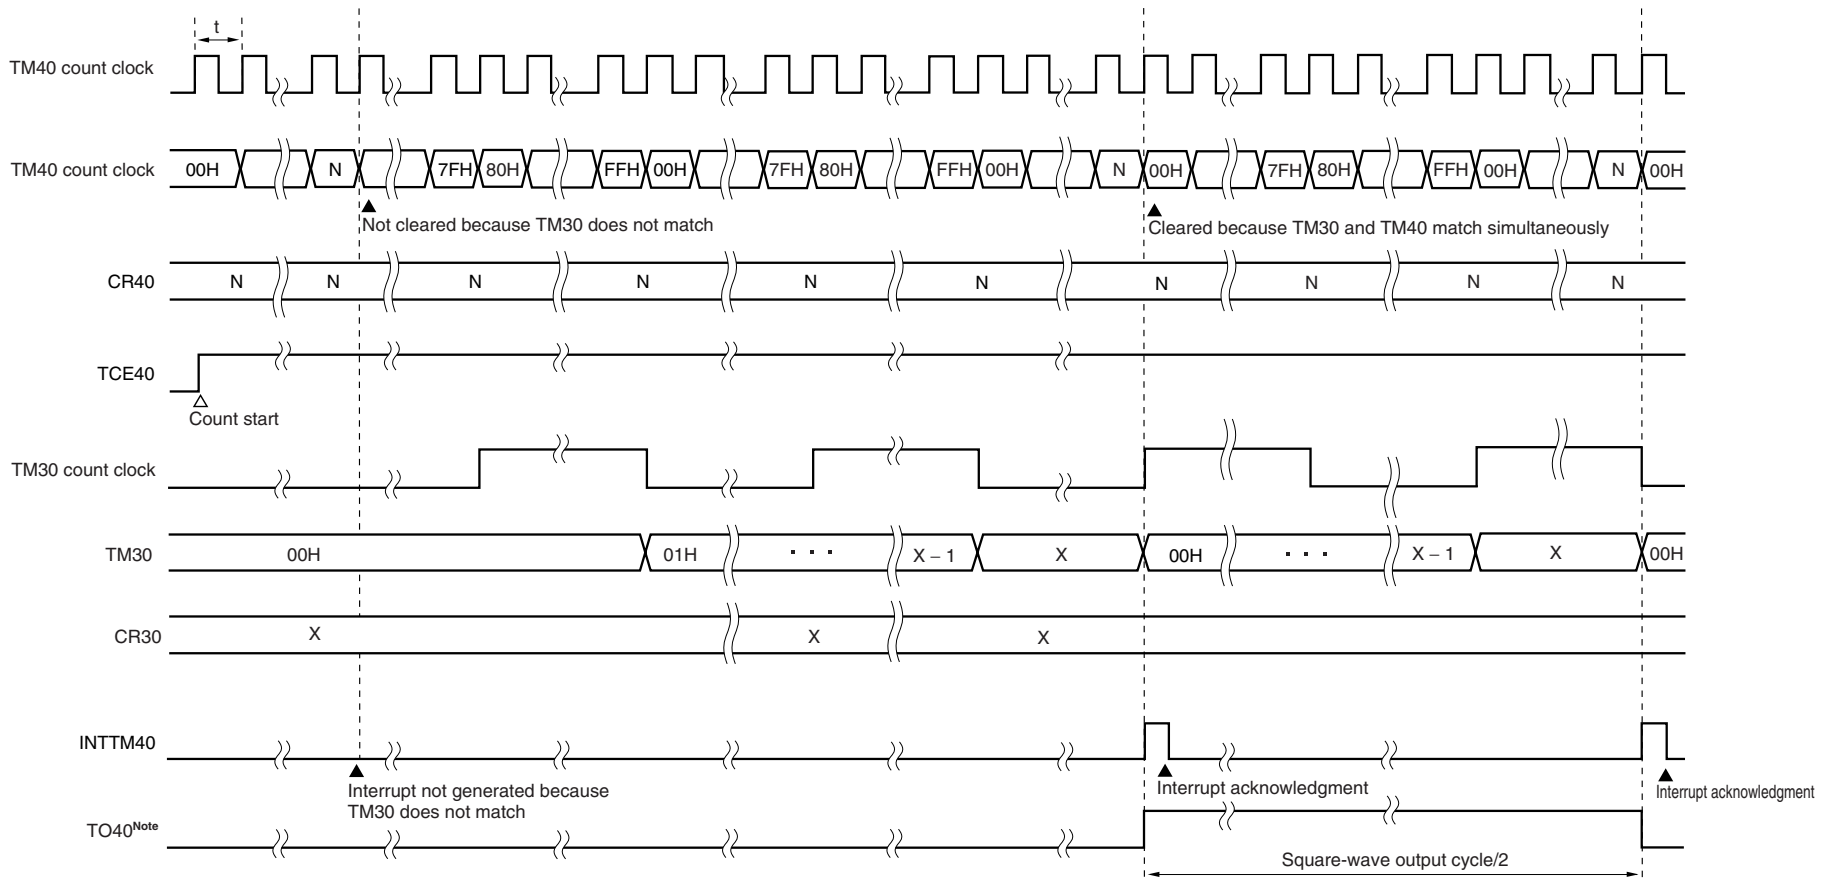 t
TM40 count clock
TM40 count clock 00H N 7FH 80H FFH 00H 7FH 80H FFH 00H N 00H 7FH 80H FFH 00H N 00H
Not cleared because TM30 does not match
Cleared because TM30 and TM40 match simultaneously
CR40 N N N N N N N N N N
TCE40
Count start
TM30 count clock
TM30 00H 01H · · · X – 1 X 00H · · · X – 1 X 00H
CR30 X X X
INTTM40
Interrupt not generated because
TM30 does not match
Interrupt acknowledgment
Interrupt acknowledgment
TO40Note
Square-wave output cycle/2